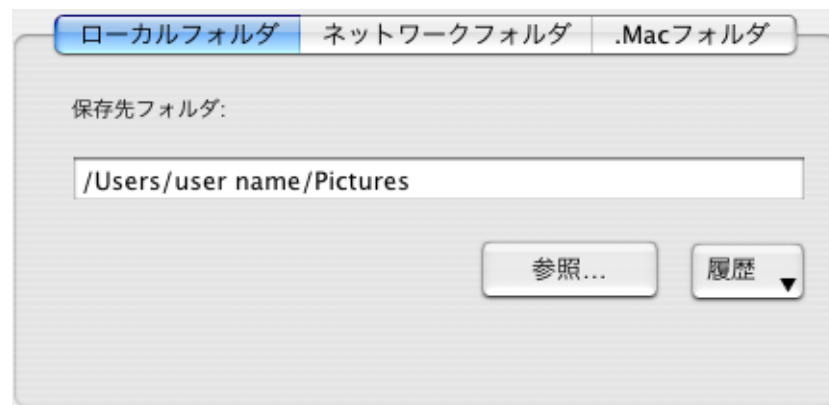 ローカルフォルダ ネットワークフォルダ .Macフォルダ
保存先フォルダ:
/Users/user name/Pictures
参照... 履歴